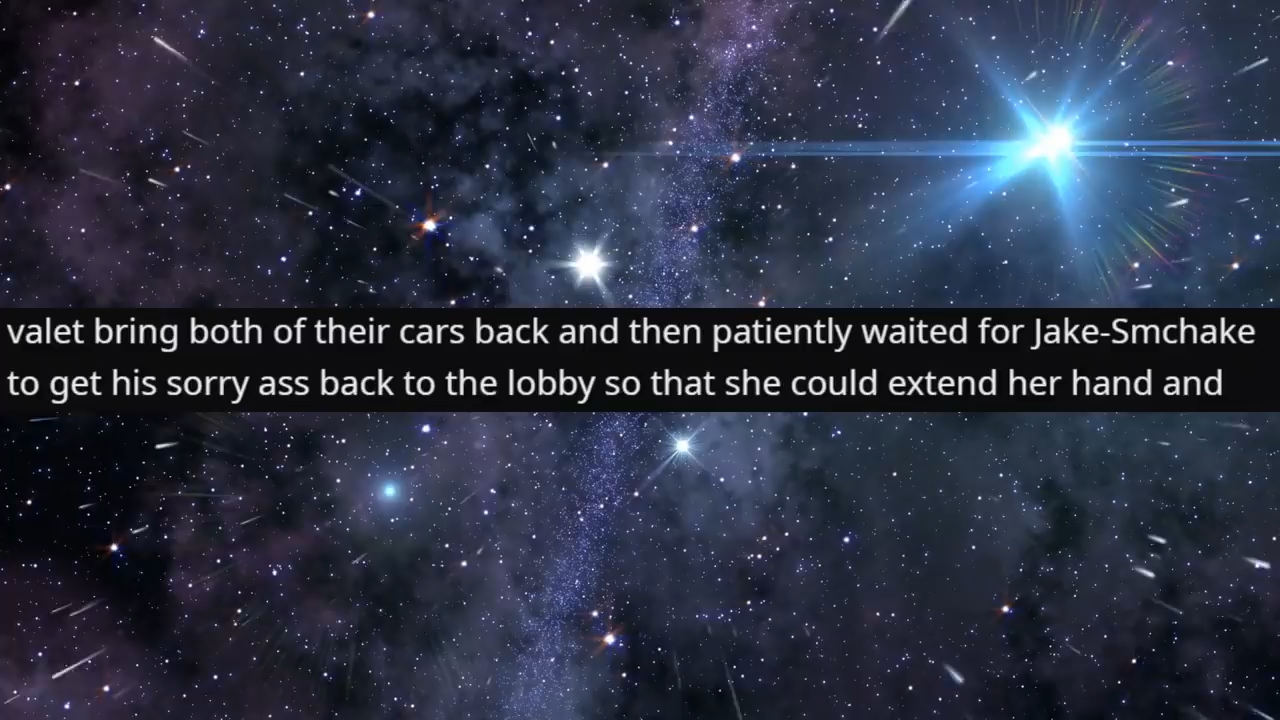 valet bring both of their cars back and then patiently waited for Jake-Smchake
to get his sorry ass back to the lobby so that she could extend her hand and